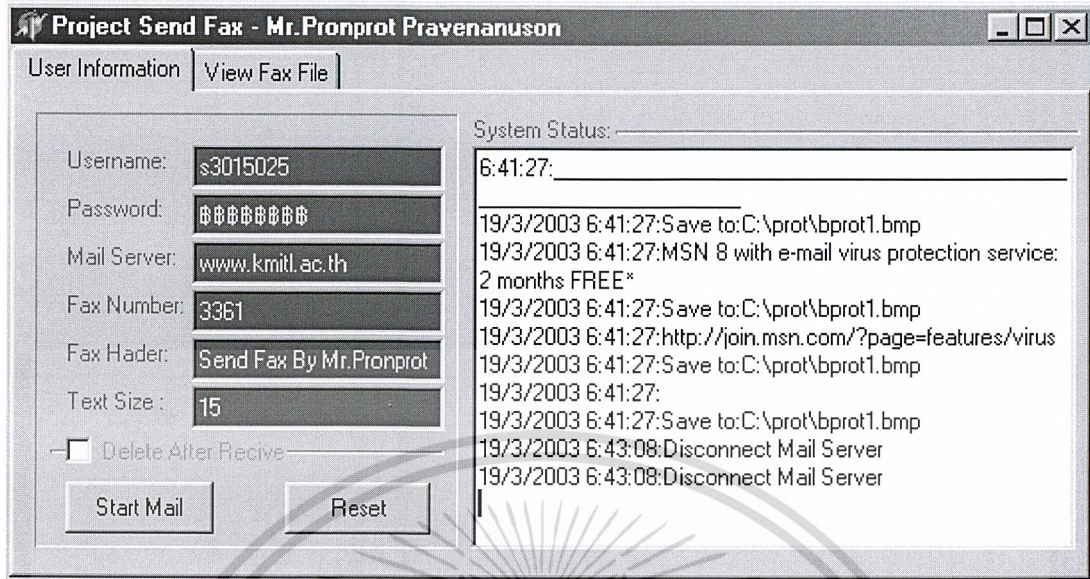 Project Send Fax - Mr.Pronprot Pravenanuson
User Information
View Fax File
Username:
s3015025
Password:
฿฿฿฿฿฿฿฿
Mail Server:
www.kmitl.ac.th
Fax Number:
3361
Fax Hader:
Send Fax By Mr.Pronprot
Text Size :
15
Delete After Recive
Start Mail
Reset
System Status:
6:41:27:
19/3/2003 6:41:27:Save to:C:\prot\bprot1.bmp
19/3/2003 6:41:27:MSN 8 with e-mail virus protection service:
2 months FREE*
19/3/2003 6:41:27:Save to:C:\prot\bprot1.bmp
19/3/2003 6:41:27:http://join.msn.com/?page=features/virus
19/3/2003 6:41:27:Save to:C:\prot\bprot1.bmp
19/3/2003 6:41:27:
19/3/2003 6:41:27:Save to:C:\prot\bprot1.bmp
19/3/2003 6:43:08:Disconnect Mail Server
19/3/2003 6:43:08:Disconnect Mail Server